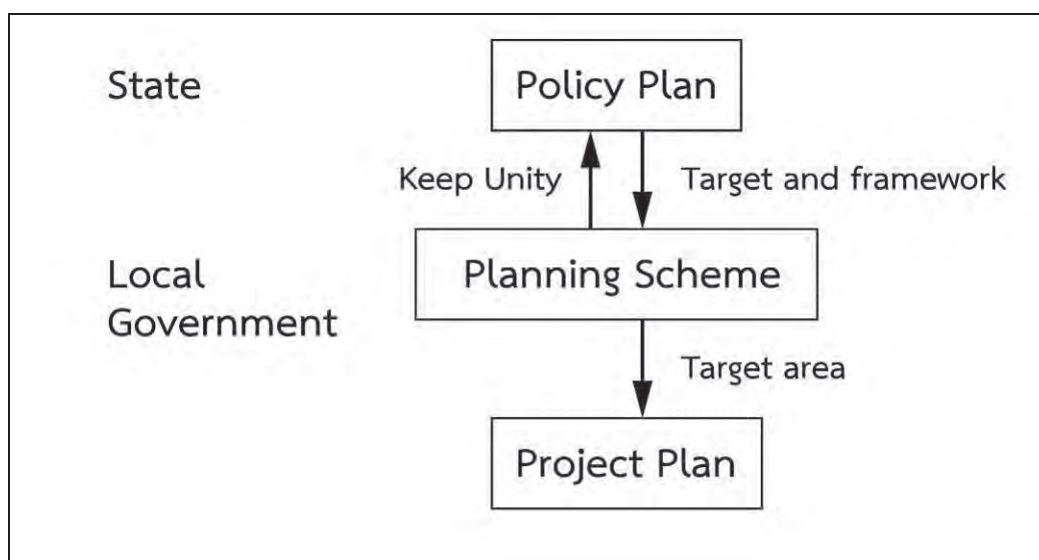 State
Policy Plan
Keep Unity
Target and framework
Local
Government
Planning Scheme
Target area
Project Plan